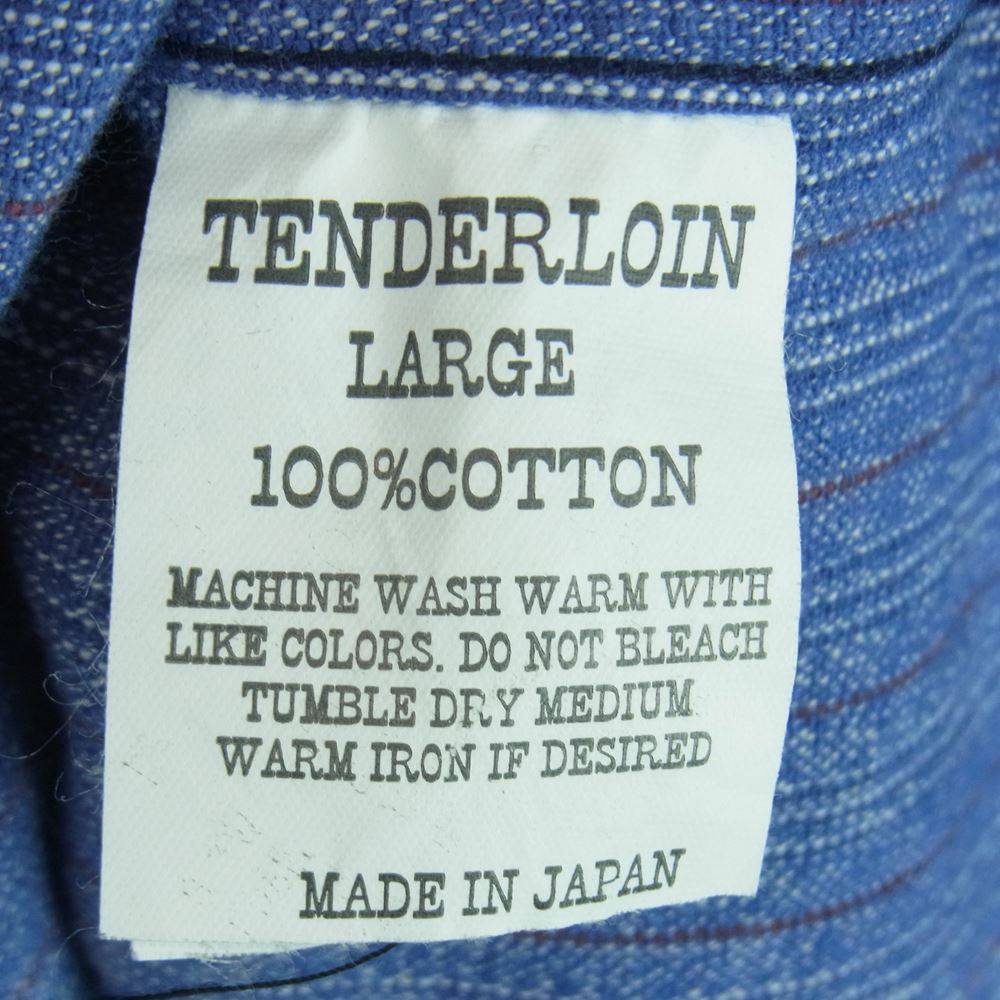 TENDERLOIN
LARGE
100%COTTON
MACHINE WASH WARM WITH
LIKE COLORS. DO NOT BLEACH
TUMBLE DRY MEDIUM
WARM IRON IF DESIRED
MADE IN JAPAN